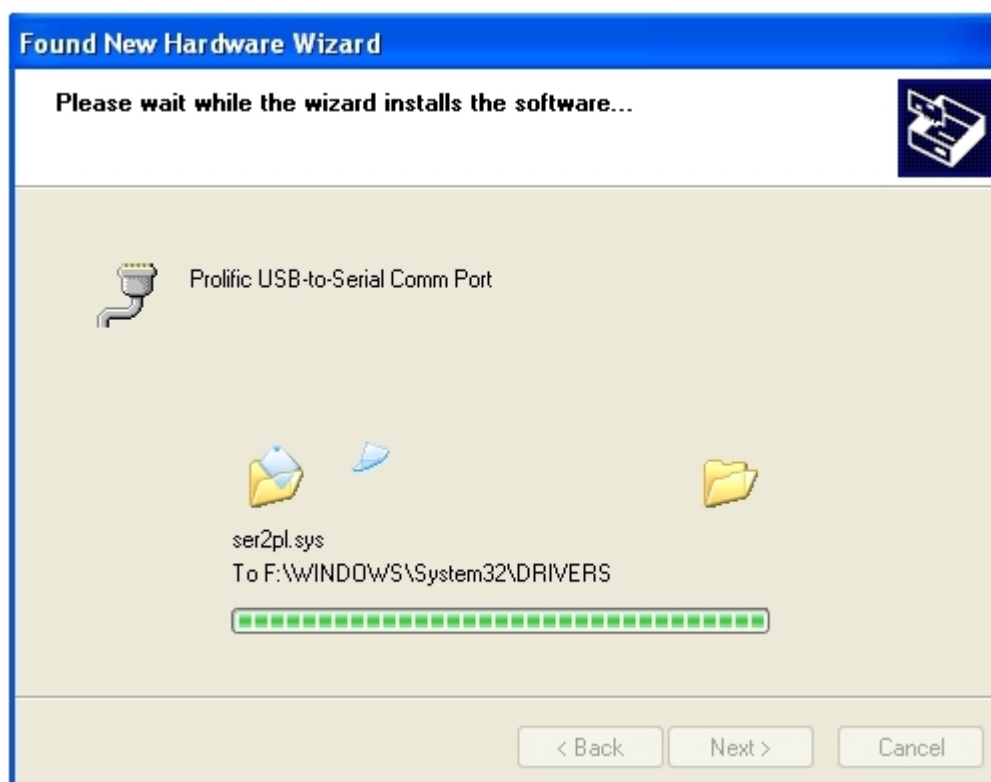 Found New Hardware Wizard
Please wait while the wizard installs the software...
Prolific USB-to-Serial Comm Port
ser2pl.sys
To F:\WINDOWS\System32\DRIVERS
< Back
Next >
Cancel